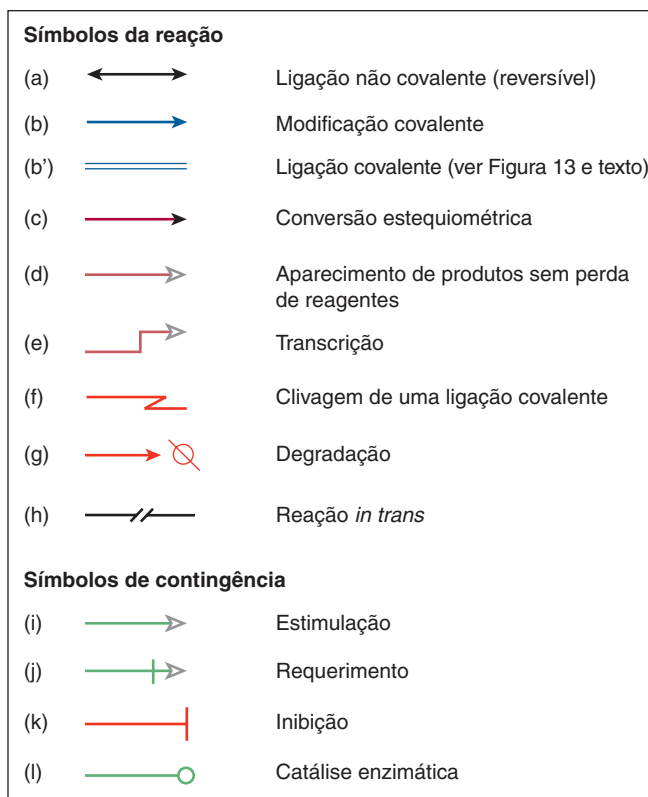 Símbolos da reação
(a) Ligação não covalente (reversível)
(b) Modificação covalente
(b’) Ligação covalente (ver Figura 13 e texto)
(c) Conversão estequiométrica
(d) Aparecimento de produtos sem perda
de reagentes
(e) Transcrição
(f) Clivagem de uma ligação covalente
(g) Degradação
(h) Reação in trans
Símbolos de contingência
(i) Estimulação
(j) Requerimento
(k) Inibição
(l) Catálise enzimática